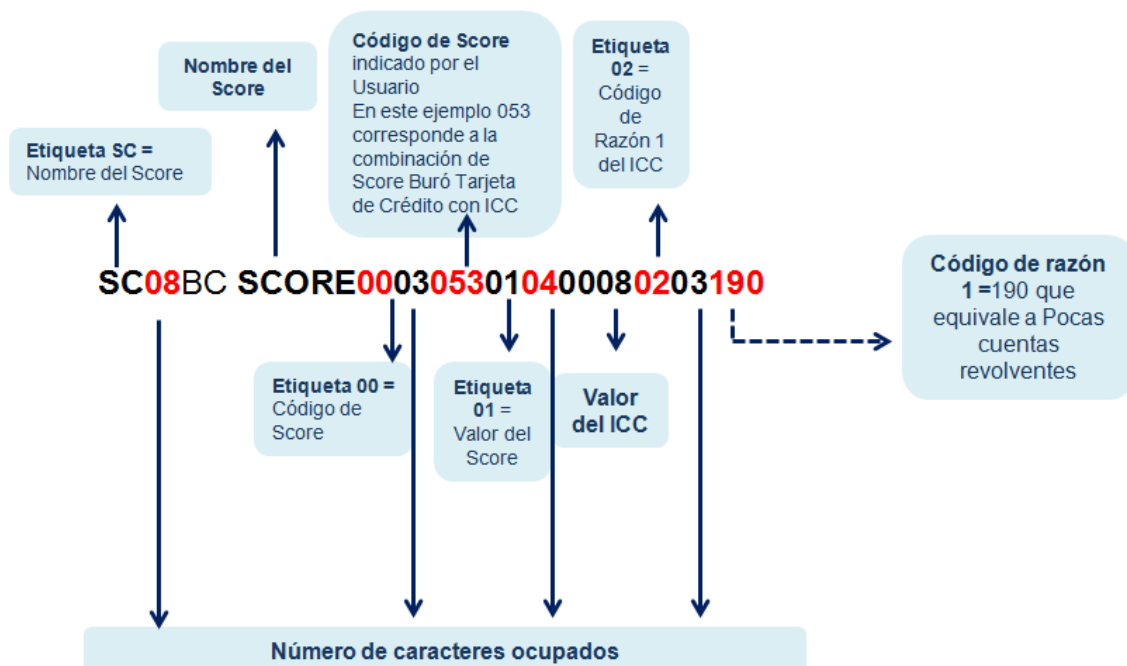 Nombre del
Score
Código de Score
indicado por el
Usuario
En este ejemplo 053
corresponde a la
combinación de
Score Buró Tarjeta
de Crédito con ICC
Etiqueta
02 =
Código
de
Razón 1
del ICC
Etiqueta SC =
Nombre del Score
SC08BC SCORE0003053010400080203190
Código de razón
1 =190 que
equivale a Pocas
cuentas
revolventes
Etiqueta 00 =
Código de
Score
Etiqueta
01 =
Valor del
Score
Valor
del ICC
Número de caracteres ocupados